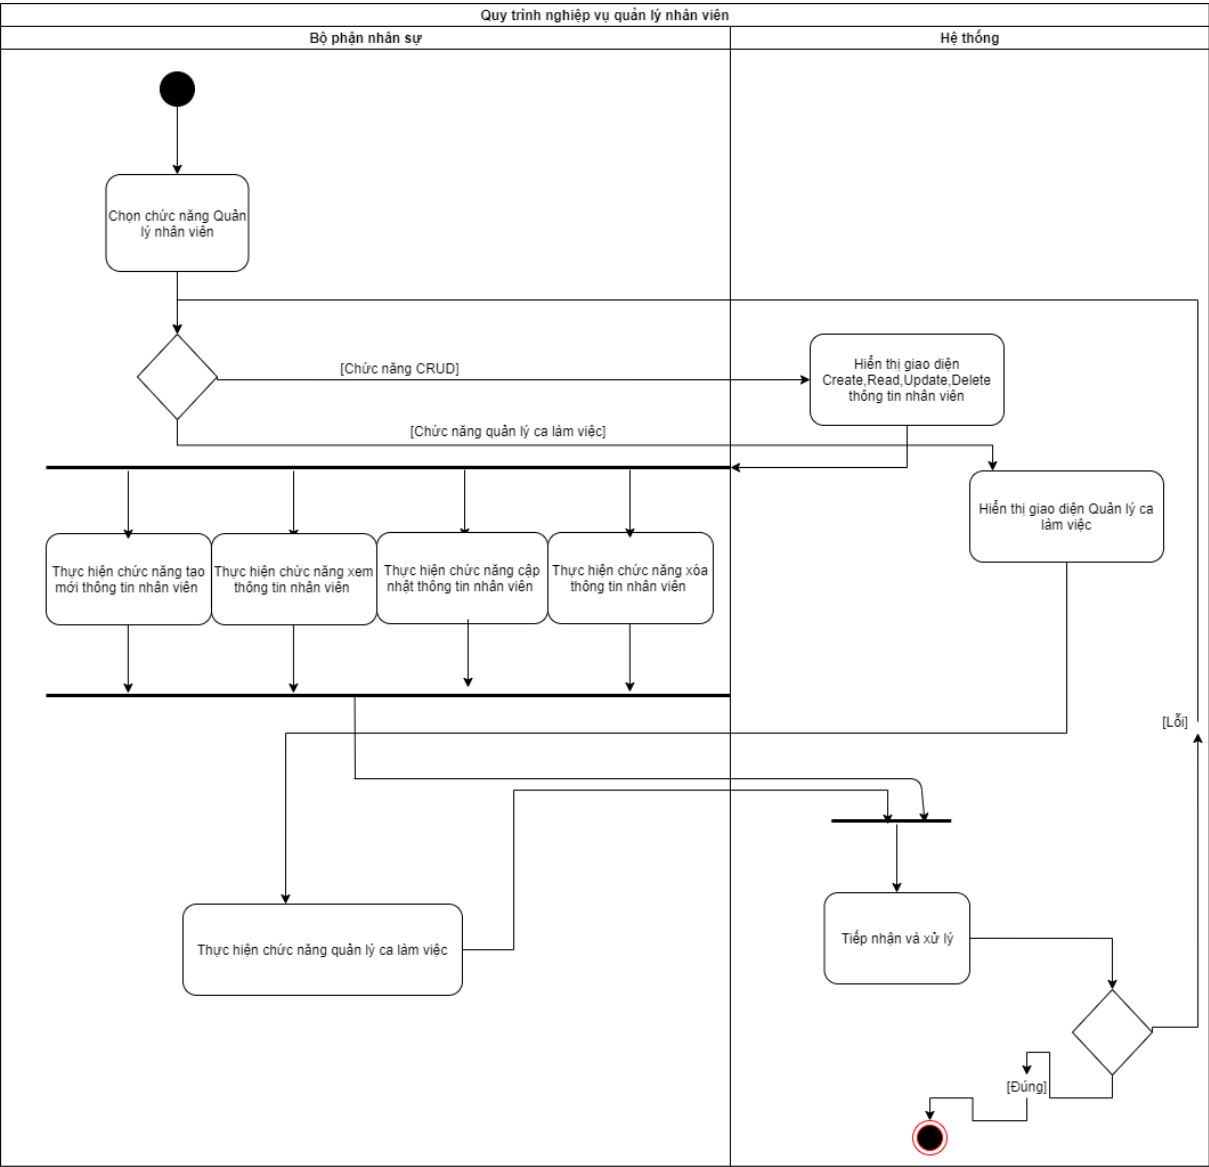 Quy trình nghiệp vụ quản lý nhân viên
Bộ phận nhân sự
Hệ thống
Chọn chức năng Quản
lý nhân viên
[Chức năng CRUD]
Hiển thị giao diện
Create,Read,Update,Delete
thông tin nhân viên
[Chức năng quản lý ca làm việc]
Hiển thị giao diện Quản lý ca
làm việc
Thực hiện chức năng tạo
mới thông tin nhân viên
Thực hiện chức năng xem
thông tin nhân viên
Thực hiện chức năng cập
nhật thông tin nhân viên
Thực hiện chức năng xóa
thông tin nhân viên
[Lỗi]
Thực hiện chức năng quản lý ca làm việc
Tiếp nhận và xử lý
[Đúng]